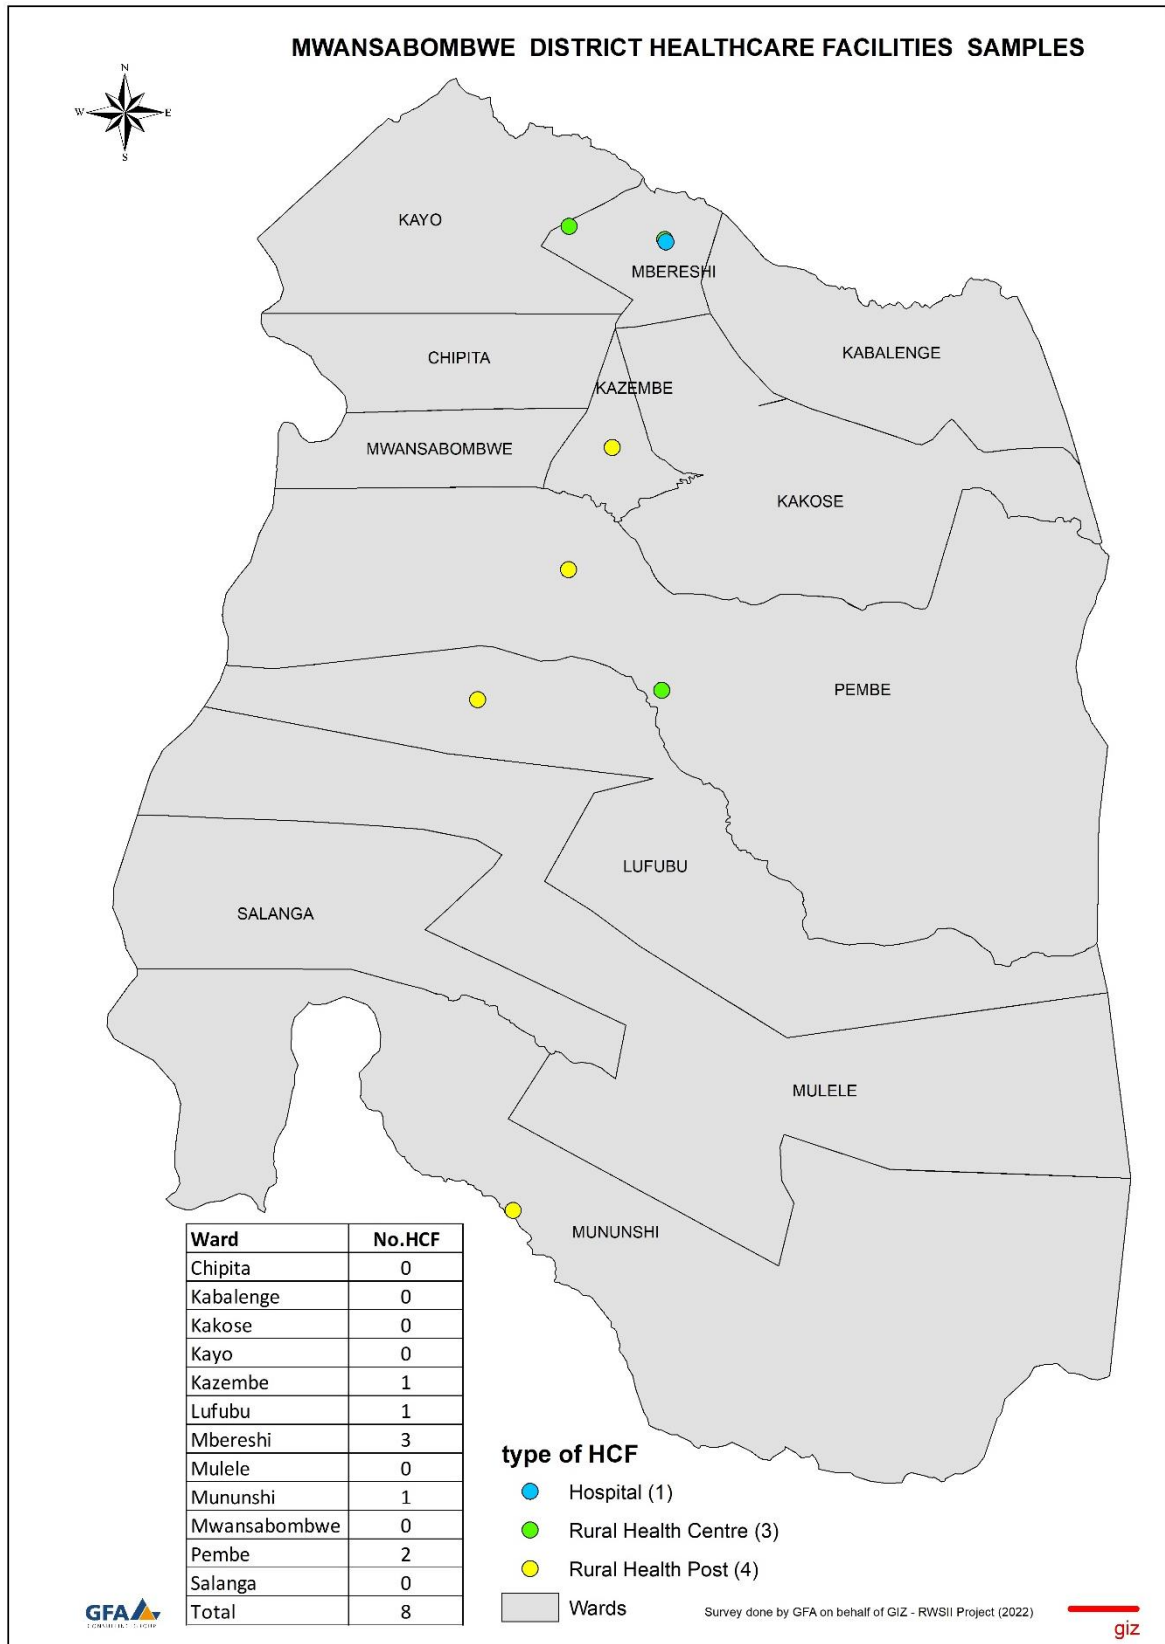 MWANSABOMBWE DISTRICT HEALTHCARE FACILITIES SAMPLES
N
W E
S
KAYO
MBERESHI
KABALENGE
CHIPITA
KAZEMBE
MWANSABOMBWE
KAKOSE
PEMBE
LUFUBU
SALANGA
MULELE
MUNUNSHI
Ward No.HCF
Chipita 0
Kabalenge 0
Kakose 0
Kayo 0
Kazembe 1
Lufubu 1
Mbereshi 3
Mulele 0
Mununshi 1
Mwansabombwe 0
Pembe 2
Salanga 0
Total 8
type of HCF
Hospital (1)
Rural Health Centre (3)
Rural Health Post (4)
Wards
GFA
CONSULTING GROUP
Survey done by GFA on behalf of GIZ - RWSII Project (2022)
giz